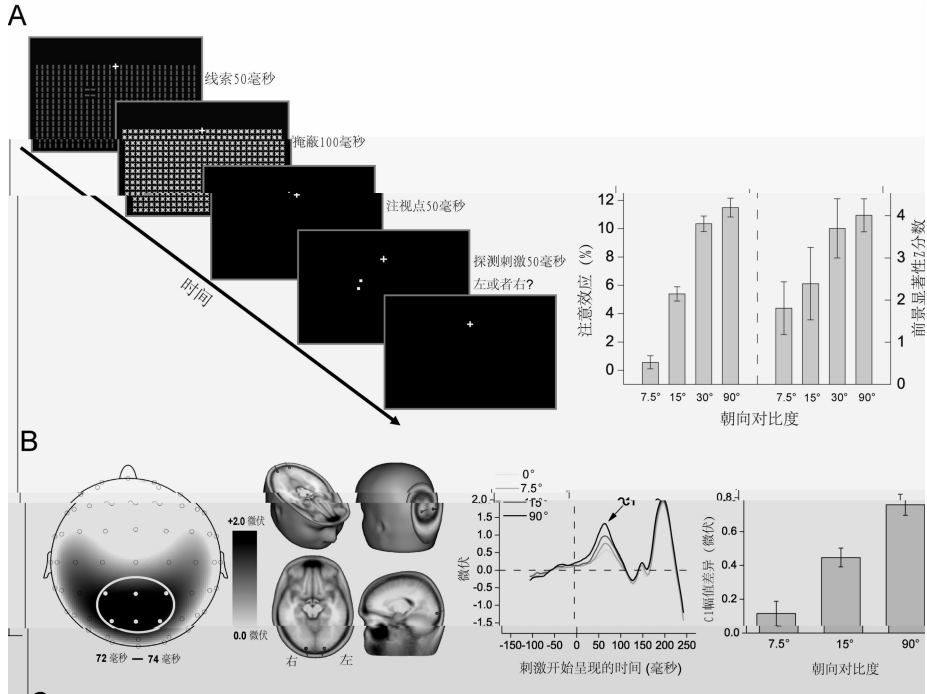 A
线索50毫秒
掩蔽100毫秒
注视点50毫秒
探测刺激50毫秒
左或者右?
时间
注意效应 (%)
12
10
8
6
4
2
0
7.5° 15° 30° 90° 7.5° 15° 30° 90°
朝向对比度
4
3
2
1
0
前景显著性Z分数
B
+2.0 微伏
0.0 微伏
72 毫秒 — 74 毫秒
右 左
0°
7.5°
15°
90°
C1
微伏
2.0
1.5
1.0
0.5
0.0
-0.5
-1.0
-1.5
-150 -100 -50 0 50 100 150 200 250
刺激开始呈现的时间 (毫秒)
C1幅值差异 (微伏)
0.8
0.6
0.4
0.2
0.0
7.5° 15° 90°
朝向对比度